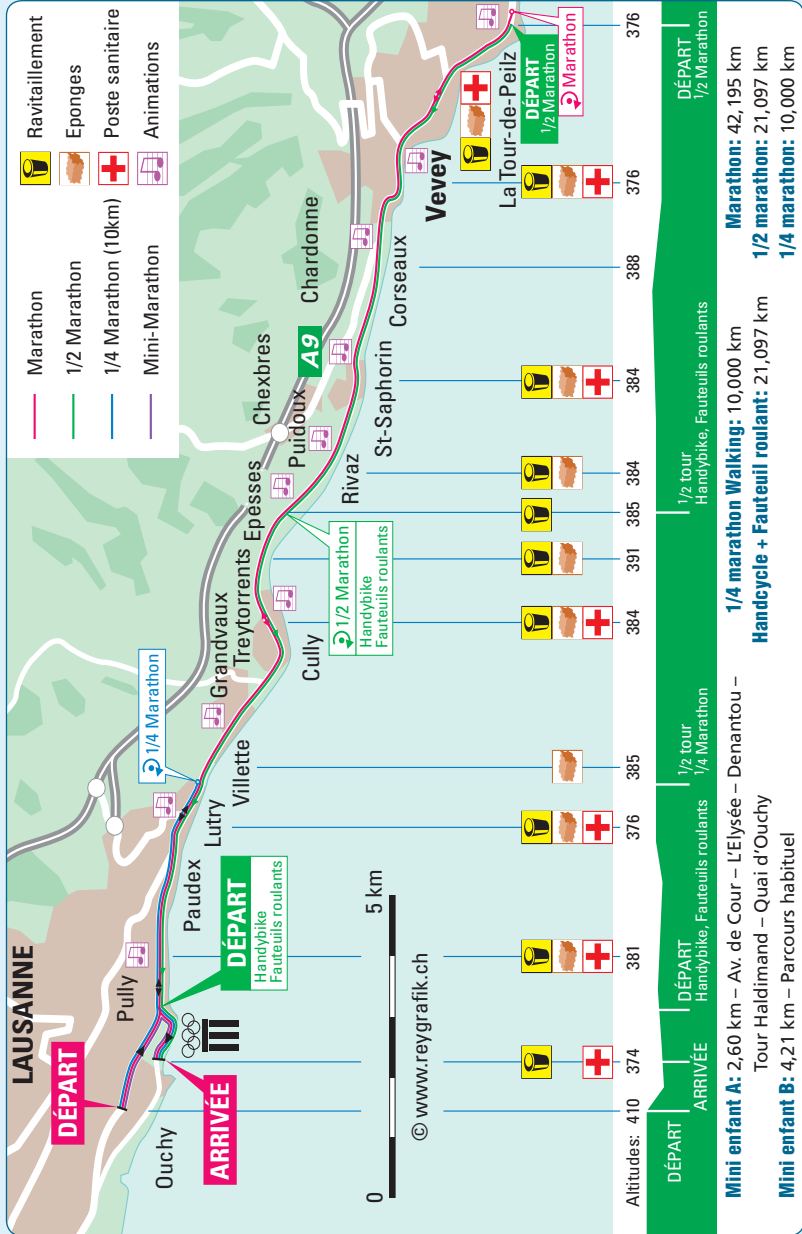 LAUSANNE
Marathon
1/2 Marathon
1/4 Marathon (10km)
Mini-Marathon
Ravitaillement
Eponges
Poste sanitaire
Animations
DÉPART
Pully
Ouchy
ARRIVÉE
DÉPART
Handybike
Fauteuils roulants
Paudex
Lutry
1/4 Marathon
Villette
Grandvaux
Treytorrents
Epesses
Cully
1/2 Marathon
Handybike
Fauteuils roulants
Puidoux
Chexbres
A9
Rivaz
St-Saphorin
Chardonne
Corseaux
Vevey
La Tour-de-Peilz
DÉPART
1/2 Marathon
Marathon
0
5 km
© wwww.reygrafik.ch
Altitudes: 410 374 381 376 385 384 391 385 384 384 388 376 376
DÉPART
ARRIVÉE
DÉPART
Handybike, Fauteuils roulants
1/2 tour
1/4 Marathon
1/2 tour
Handybike, Fauteuils roulants
DÉPART
1/2 Marathon
Mini enfant A: 2,60 km – Av. de Cour – L'Elysée – Denantou –
Tour Haldimand – Quai d'Ouchy
Mini enfant B: 4,21 km – Parcours habituel
1/4 marathon Walking: 10,000 km
Handcycle + Fauteuil roulant: 21,097 km
Marathon: 42,195 km
1/2 marathon: 21,097 km
1/4 marathon: 10,000 km